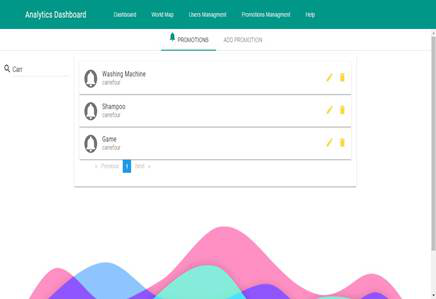 Analytics Dashboard Dashboard World Map Users Managment Promotions Managment Help
PROMOTIONS ADD PROMOTION
Carr
Washing Machine
carrefour
Shampoo
carrefour
Game
carrefour
« Previous 1 Next »